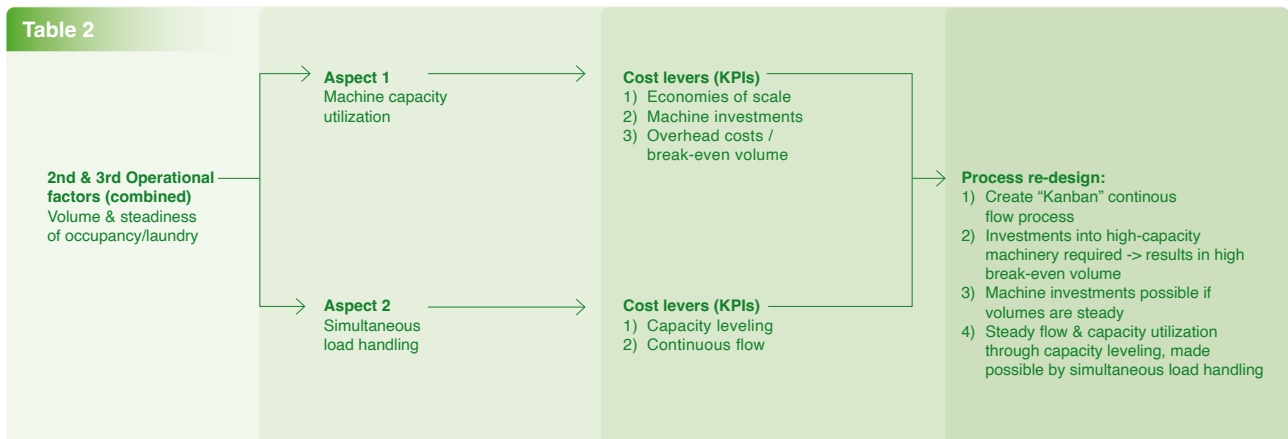 Table 2
2nd & 3rd Operational
factors (combined)
Volume & steadiness
of occupancy/laundry
Aspect 1
Machine capacity
utilization
Cost levers (KPIs)
1) Economies of scale
2) Machine investments
3) Overhead costs /
break-even volume
Aspect 2
Simultaneous
load handling
Cost levers (KPIs)
1) Capacity leveling
2) Continuous flow
Process re-design:
1) Create “Kanban” continous
flow process
2) Investments into high-capacity
machinery required -> results in high
break-even volume
3) Machine investments possible if
volumes are steady
4) Steady flow & capacity utilization
through capacity leveling, made
possible by simultaneous load handling